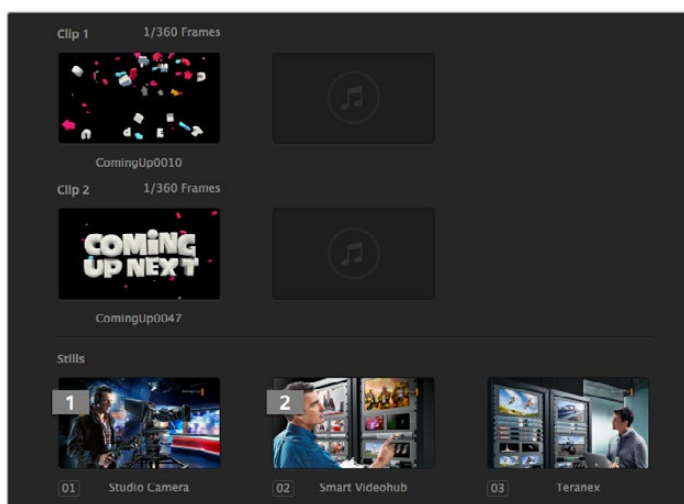 Clip 1
1/360 Frames
ComingUp0010
Clip 2
1/360 Frames
COMING
UP NEXT
ComingUp0047
Stills
1
2
01
Studio Camera
02
Smart Videohub
03
Teranex